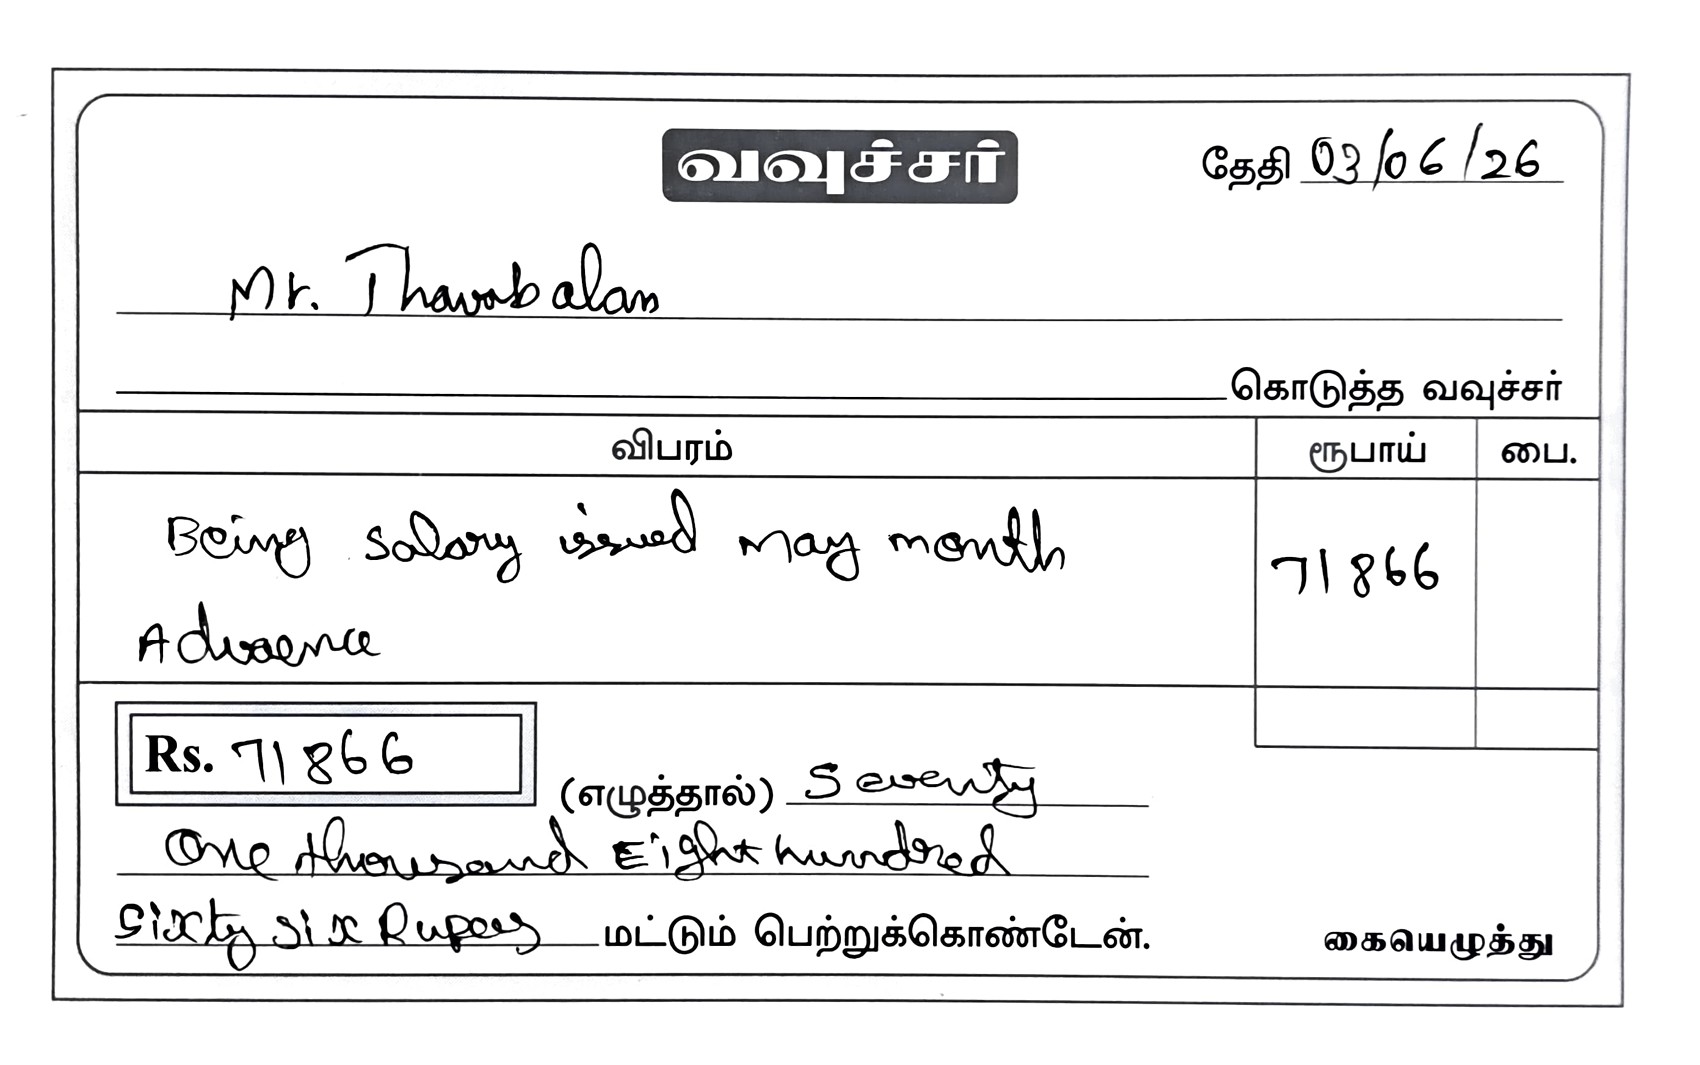 வவுச்சர்
தேதி 03/06/26
Mr. Thavabalan
கொடுத்த வவுச்சர்
விபரம் ரூபாய் பை.
Being salary issued may month 71866
Advaence
Rs. 71866
(எழுத்தால்) Seventy
One thousand Eight hundred
Sixty six Rupees மட்டும் பெற்றுக்கொண்டேன். கையெழுத்து